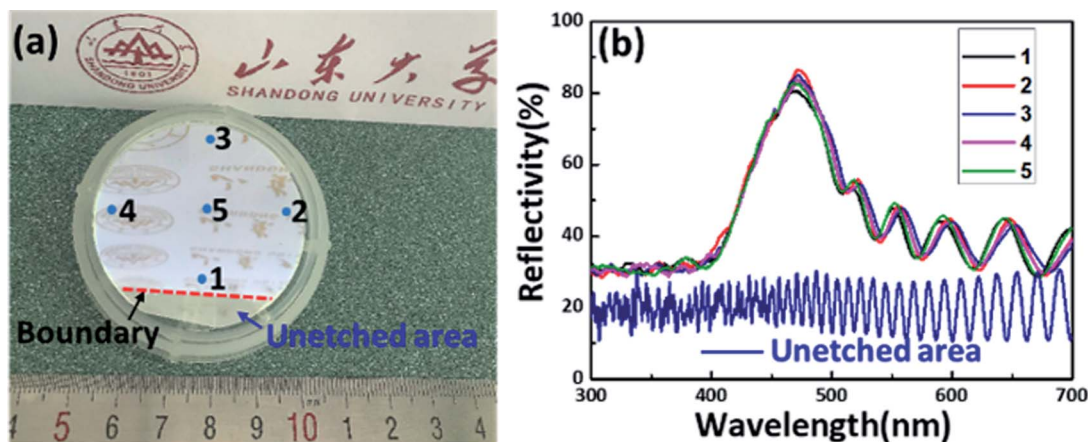 (a)
SHANDONG UNIVERSITY
1901
山东大学
SHANDONG UNIVERSITY
3
4
5
2
1
Boundary
Unetched area
4 5 6 7 8 9 10 1 2 3 4
(b)
Reflectivity(%)
100
80
60
40
20
0
1
2
3
4
5
Unetched area
300 400 500 600 700
Wavelength(nm)